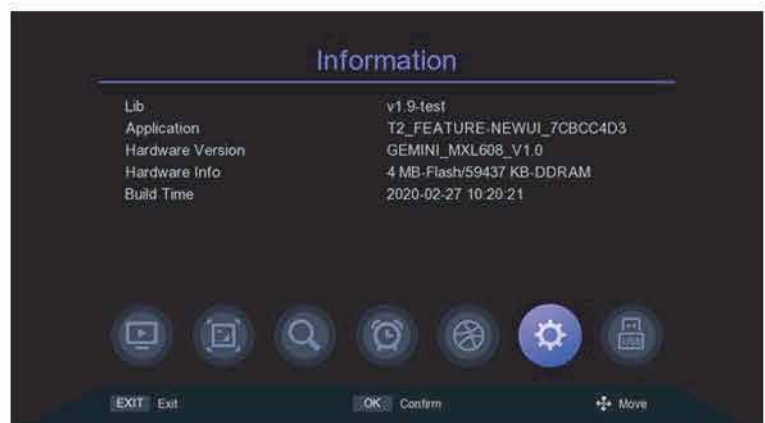 Information
Lib v1.9-test
Application T2_FEATURE-NEWUI_7CBCC4D3
Hardware Version GEMINI_MXL608_V1.0
Hardware Info 4 MB-Flash/59437 KB-DDRAM
Build Time 2020-02-27 10:20:21
USB
EXIT Exit OK Confirm Move